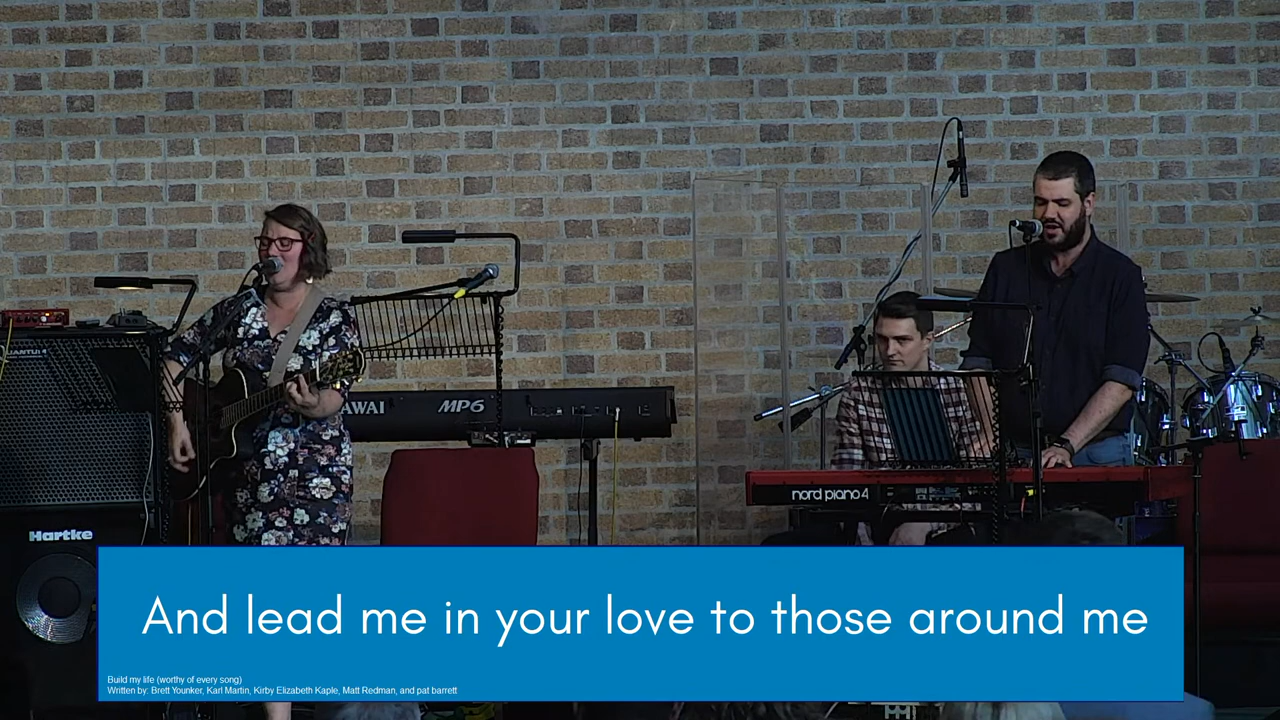 KAWAI MP6
nord piano 4
Hartke
And lead me in your love to those around me
Build my life (worthy of every song)
Written by: Brett Younker, Karl Martin, Kirby Elizabeth Kaple, Matt Redman, and pat barrett